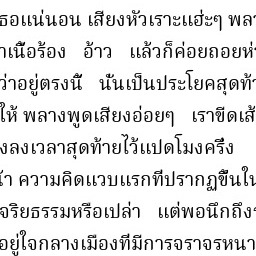 ธอแน่นอน เสียงหัวเราะแฮ่ะๆ พลา
าเนื้อร้อง อ้าว แล้วก็ค่อยถอยห่
ว่าอยู่ตรงนี้ นั่นเป็นประโยคสุดท้า
ให้ พลางพูดเสียงอ่อยๆ เราขีดเส้
งลงเวลาสุดท้ายไว้แปดโมงครึ่ง
น้า ความคิดแวบแรกที่ปรากฏขึ้นใน
จริยธรรมหรือเปล่า แต่พอนึกถึง
อยู่ใจกลางเมืองที่มีการจราจรหนา